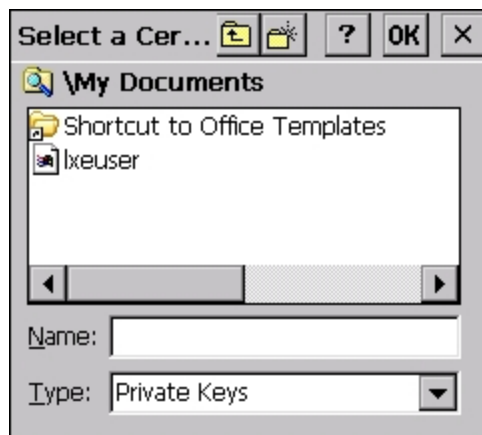 Select a Cer... ? OK ×
\My Documents
Shortcut to Office Templates
lxeuser
Name:
Type: Private Keys